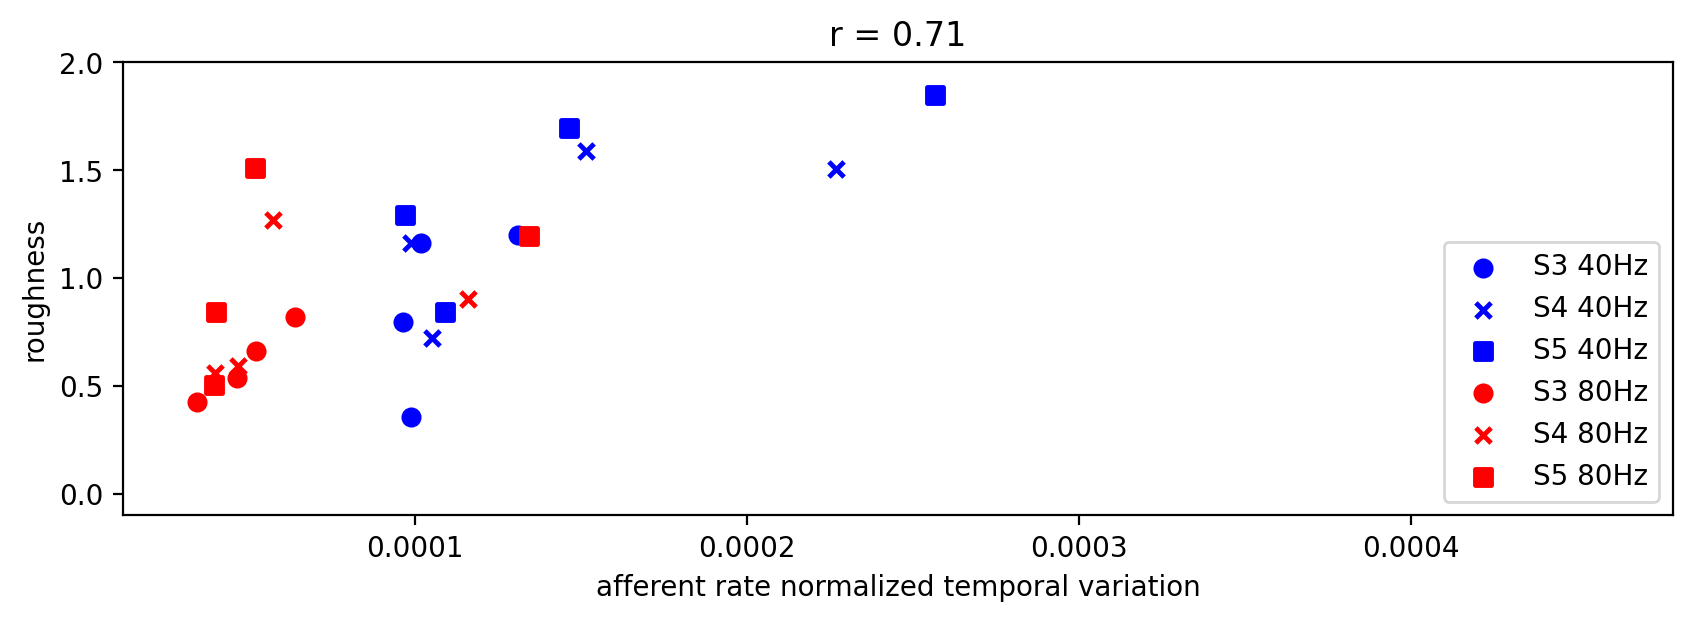 r = 0.71
2.0
1.5
1.0
0.5
0.0
roughness
0.0001 0.0002 0.0003 0.0004
afferent rate normalized temporal variation
S3 40Hz
S4 40Hz
S5 40Hz
S3 80Hz
S4 80Hz
S5 80Hz